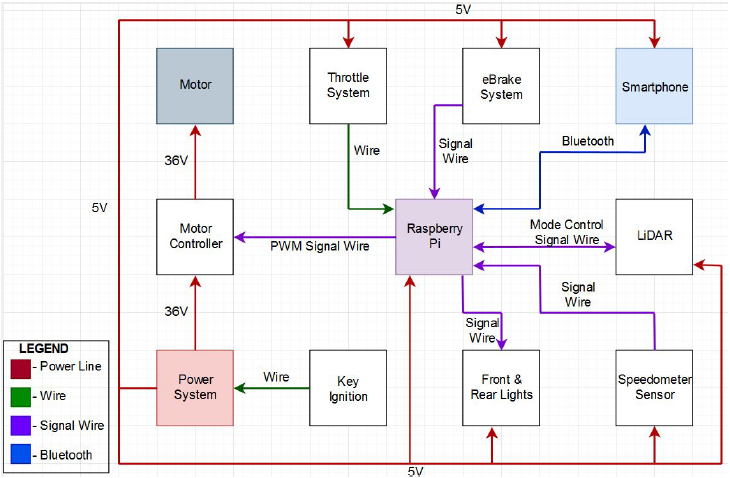 5V
Motor
Throttle
System
eBrake
System
Smartphone
Wire
Signal
Wire
Bluetooth
36V
5V
Motor
Controller
PWM Signal Wire
Raspberry
Pi
Mode Control
Signal Wire
LiDAR
Signal
Wire
36V
Signal
Wire
LEGEND
- Power Line
- Wire
- Signal Wire
- Bluetooth
Power
System
Wire
Key
Ignition
Front &
Rear Lights
Speedometer
Sensor
5V